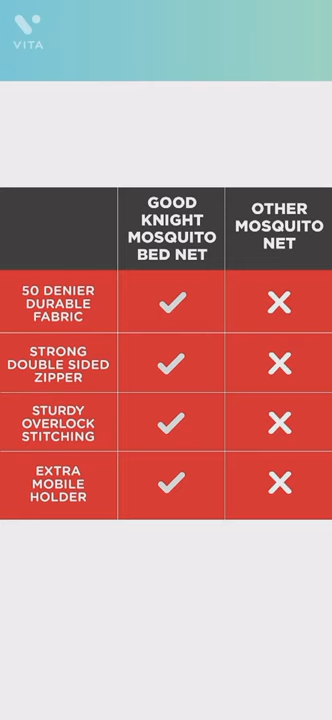 VITA
GOOD
KNIGHT
MOSQUITO
BED NET
OTHER
MOSQUITO
NET
50 DENIER
DURABLE
FABRIC
STRONG
DOUBLE SIDED
ZIPPER
STURDY
OVERLOCK
STITCHING
EXTRA
MOBILE
HOLDER